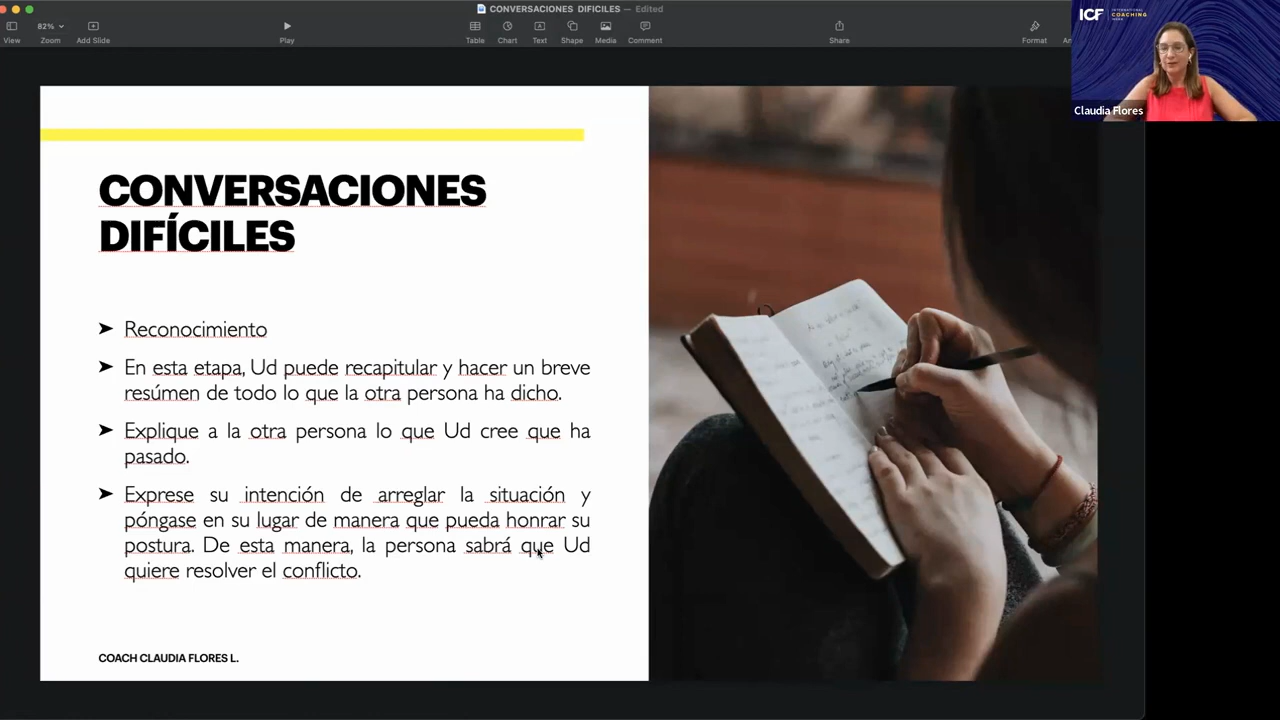 CONVERSACIONES DIFICILES — Edited
82%
View
Zoom
Add Slide
Play
Table
Chart
Text
Shape
Media
Comment
Share
Format
ICF INTERNATIONAL COACHING WEEK
Claudia Flores
CONVERSACIONES
DIFÍCILES
➤ Reconocimiento
➤ En esta etapa, Ud puede recapitular y hacer un breve
resúmen de todo lo que la otra persona ha dicho.
➤ Explique a la otra persona lo que Ud cree que ha
pasado.
➤ Exprese su intención de arreglar la situación y
póngase en su lugar de manera que pueda honrar su
postura. De esta manera, la persona sabrá que Ud
quiere resolver el conflicto.
COACH CLAUDIA FLORES L.